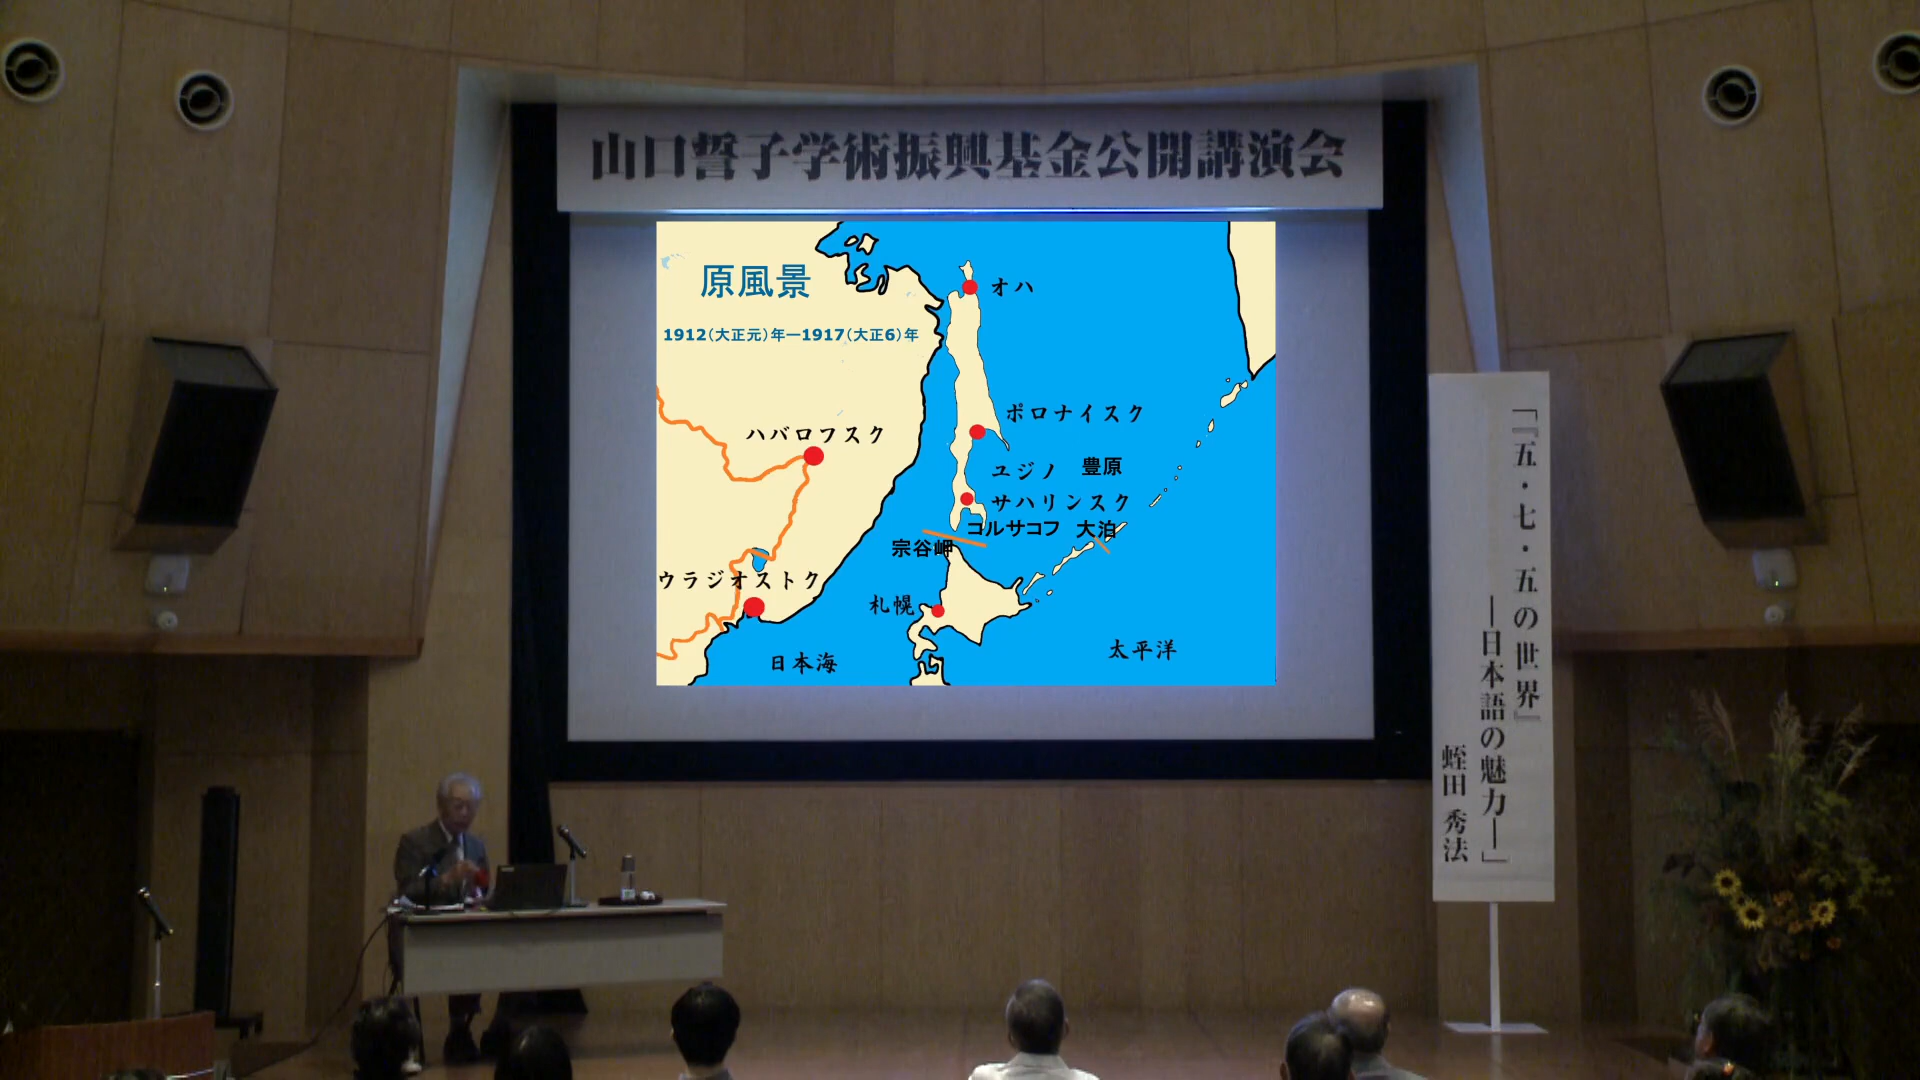 山口誓子学術振興基金公開講演会
原風景
1912(大正元)年―1917(大正6)年
オハ
ポロナイスク
ハバロフスク
ユジノ 豊原
サハリンスク
コルサコフ 大泊
宗谷岬
ウラジオストク
札幌
日本海
太平洋
「『五・七・五の世界』
―日本語の魅力―」
蛭田 秀法